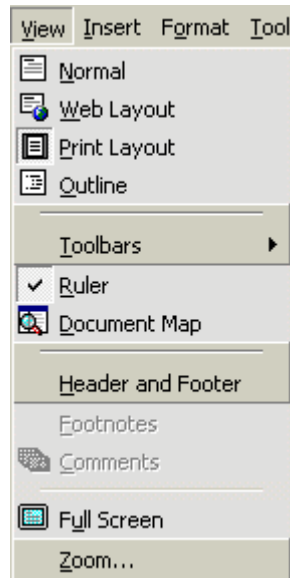 View Insert Format Tool
Normal
Web Layout
Print Layout
Outline
Toolbars
Ruler
Document Map
Header and Footer
Footnotes
Comments
Full Screen
Zoom...